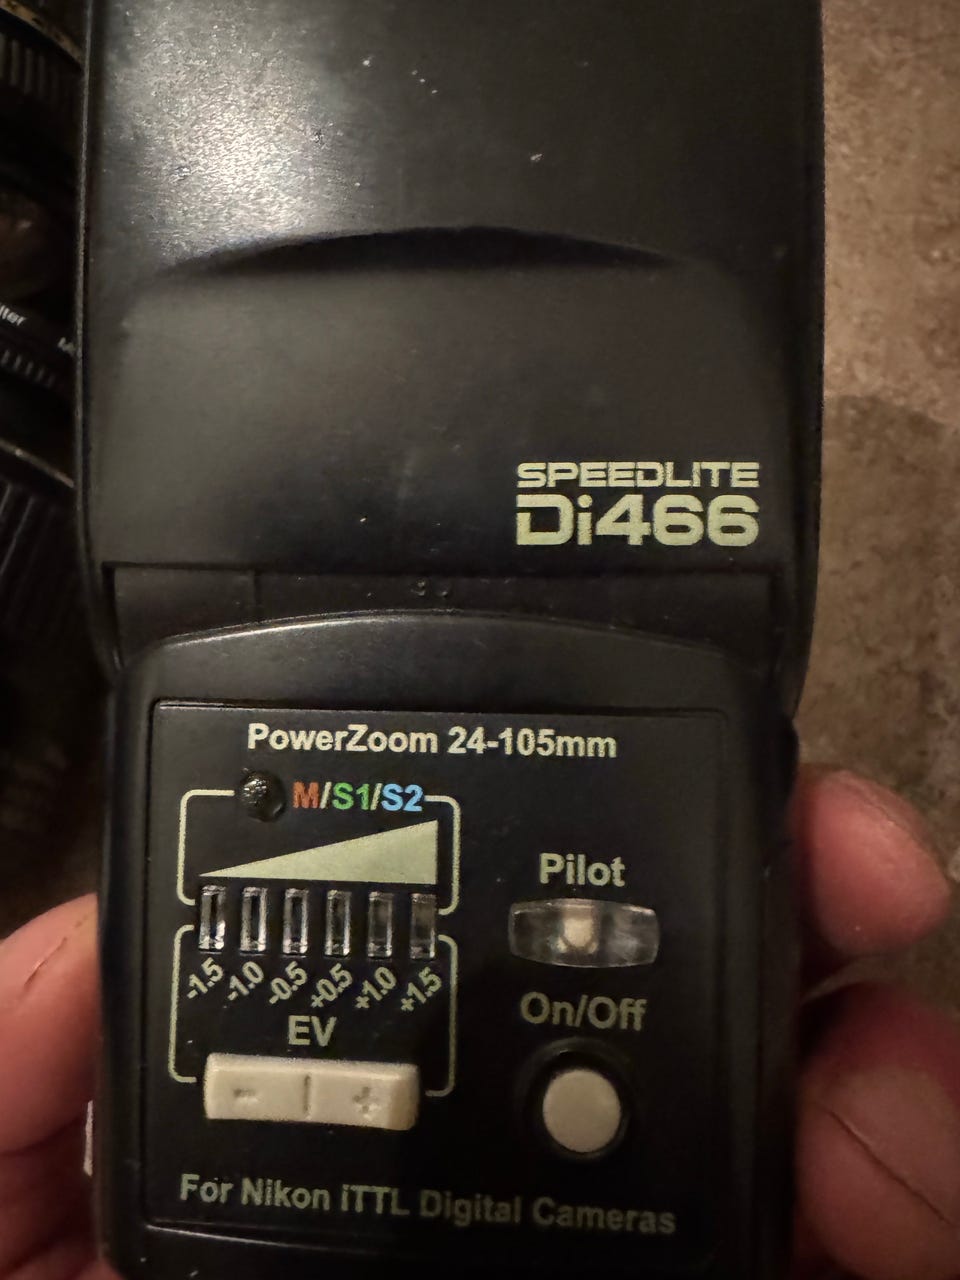 SPEEDLITE
Di466
PowerZoom 24-105mm
M/S1/S2
Pilot
-1.5 -1.0 -0.5 +0.5 +1.0 +1.5
On/Off
EV
- +
For Nikon iTTL Digital Cameras